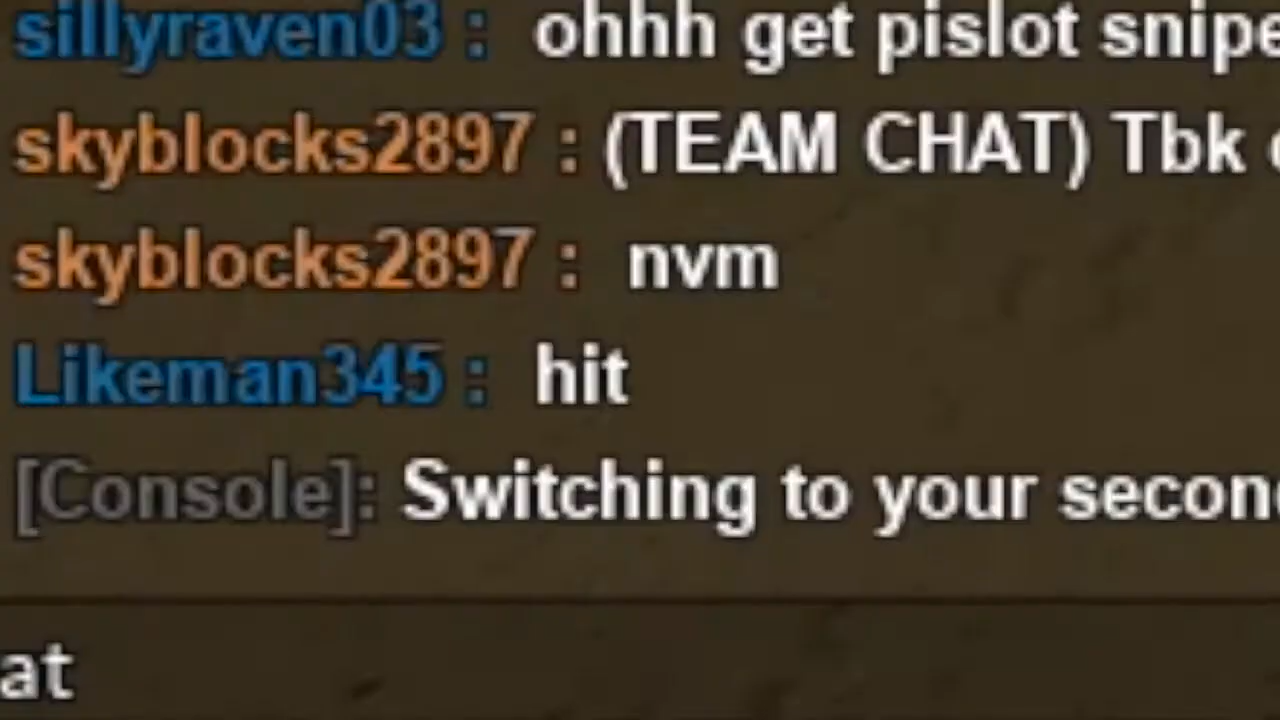 sillyraven03 : ohhh get pislot snipe
skyblocks2897 : (TEAM CHAT) Tbk
skyblocks2897 : nvm
Likeman345 : hit
[Console]: Switching to your secon
at